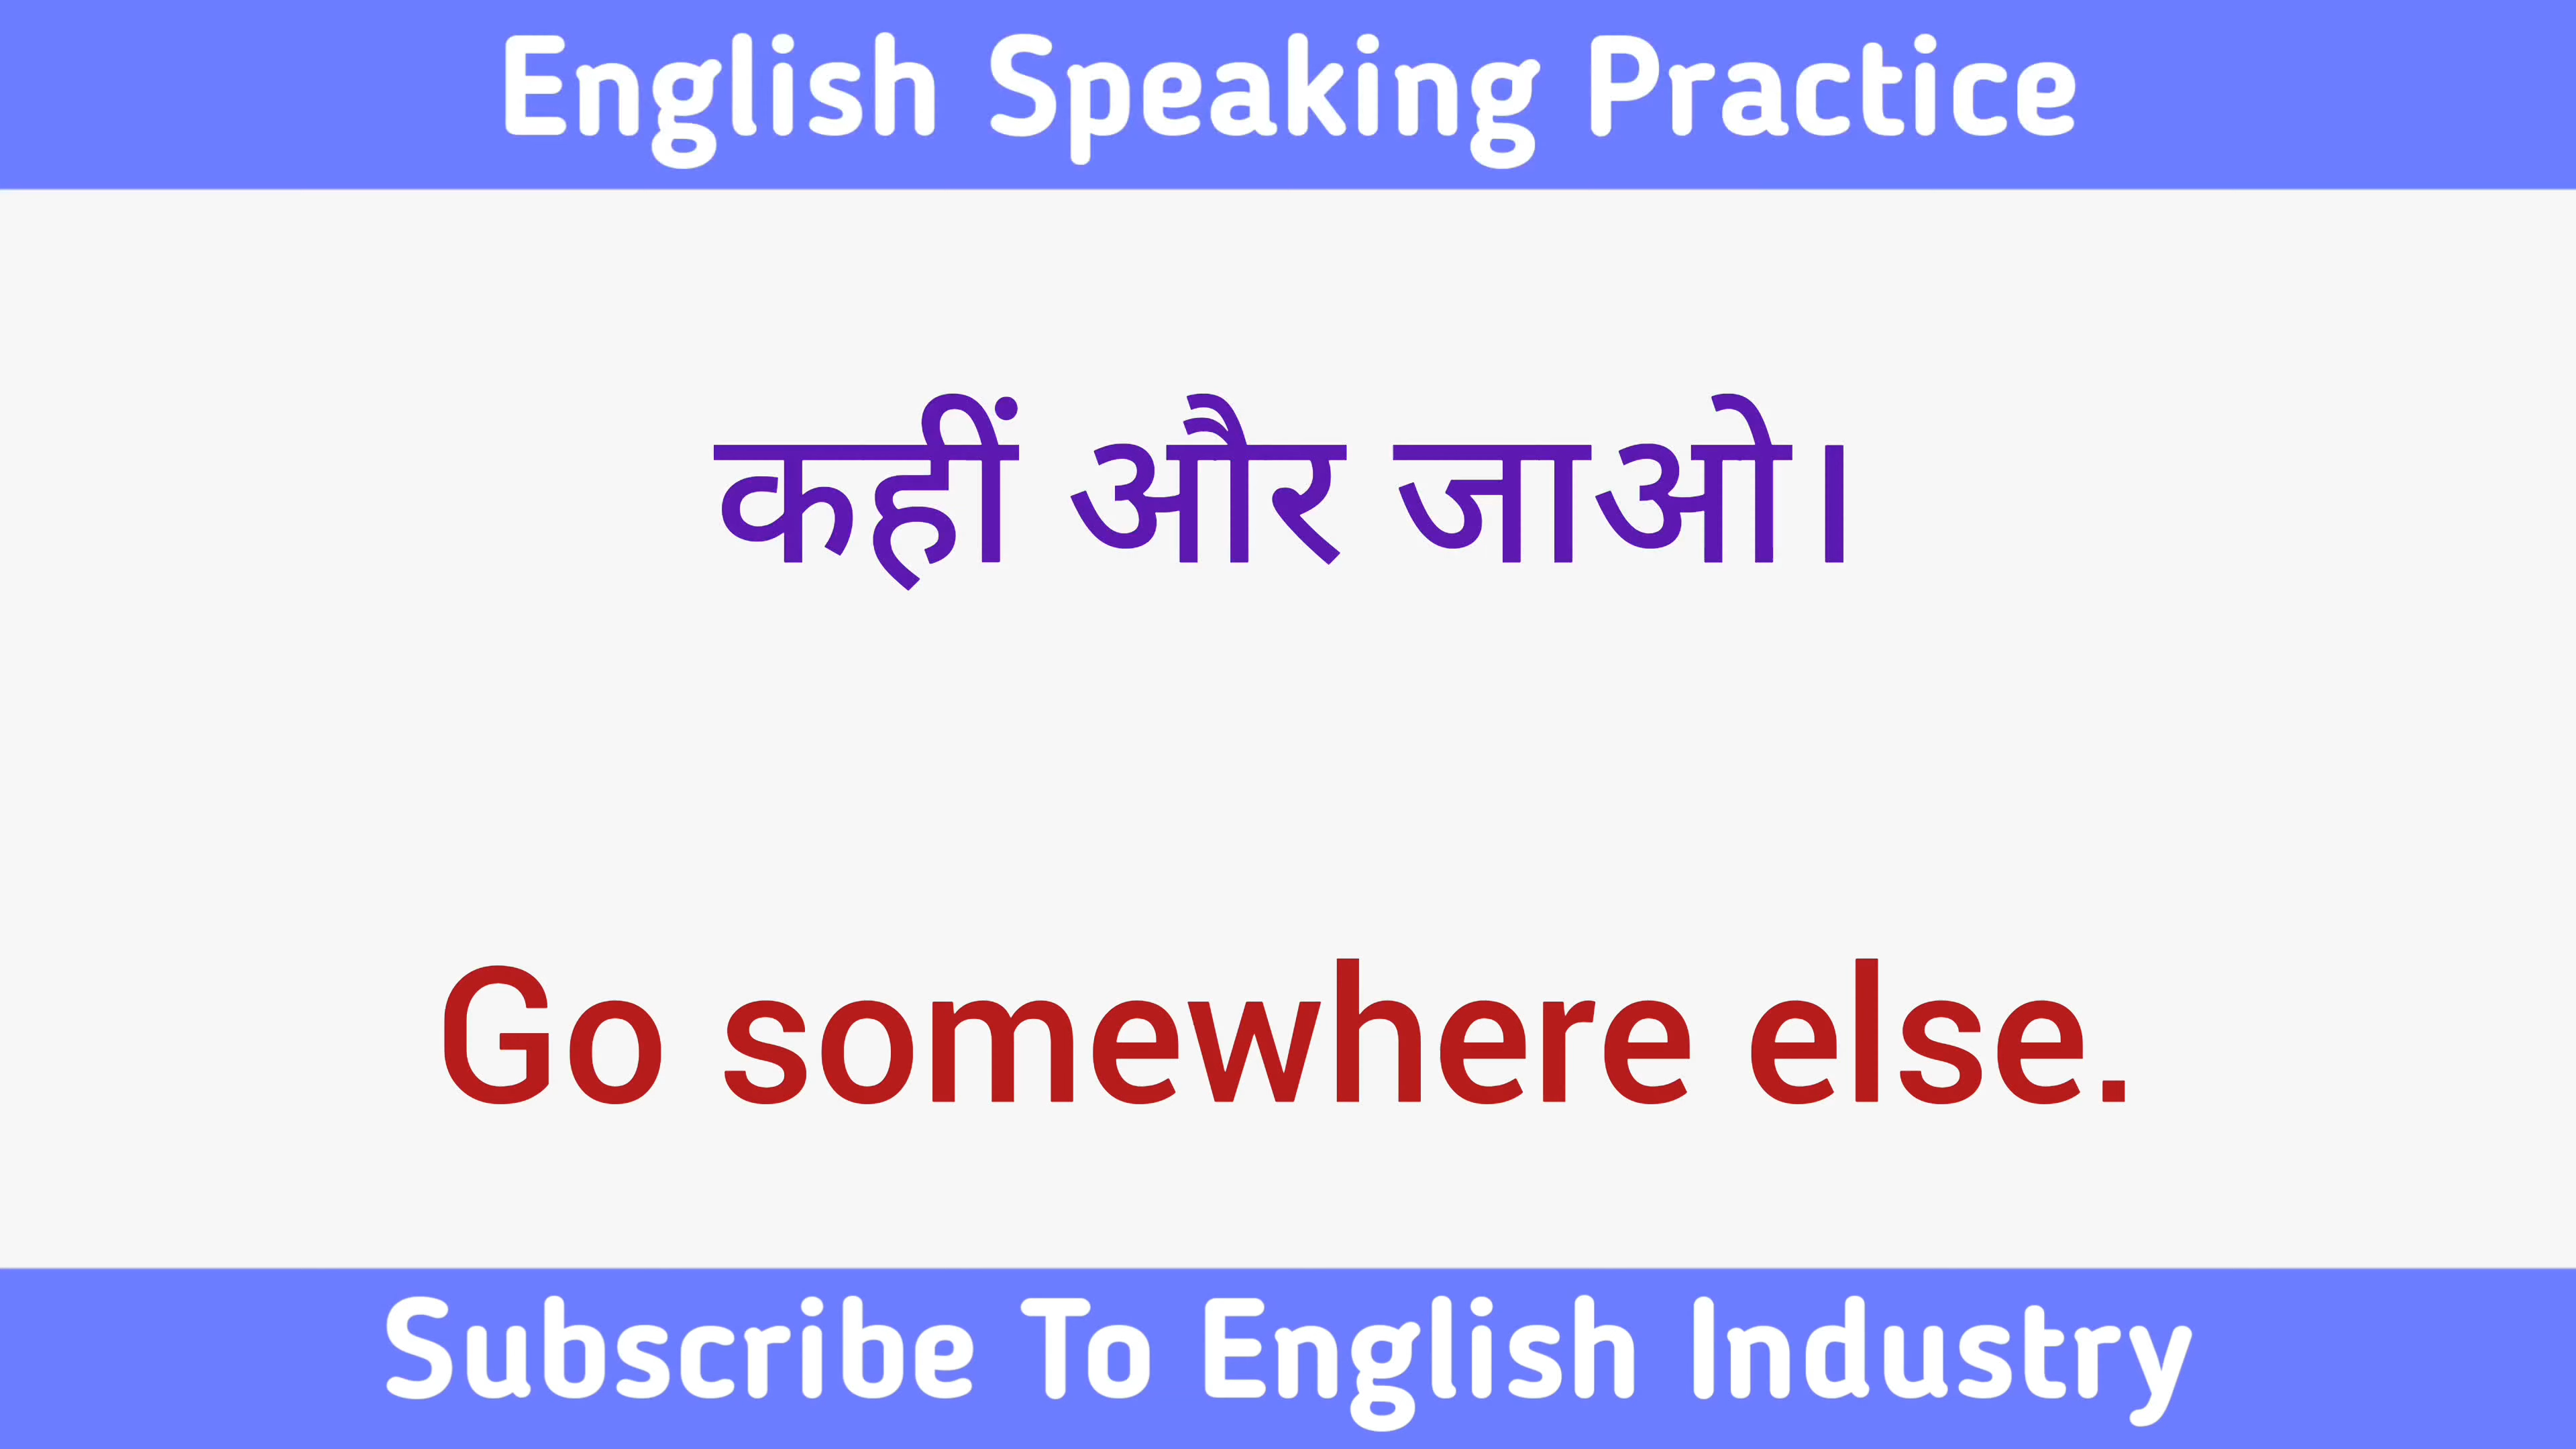 English Speaking Practice
कहीं और जाओ।
Go somewhere else.
Subscribe To English Industry